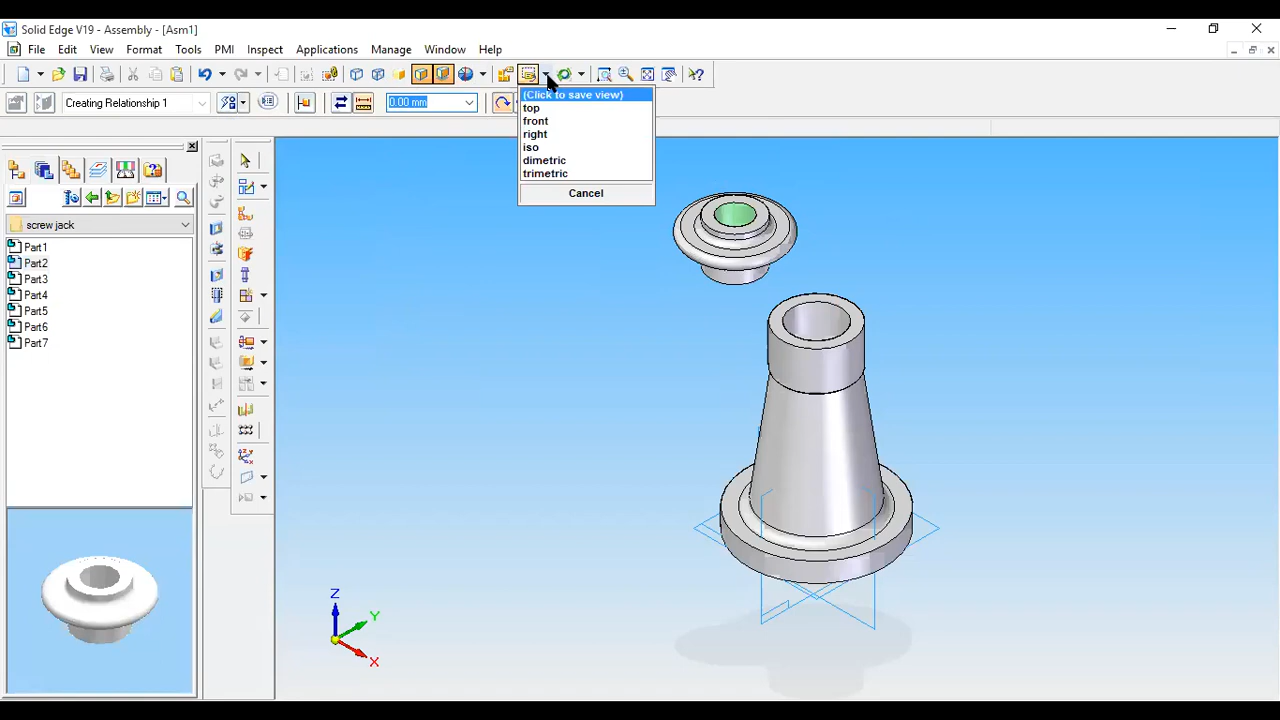 Solid Edge V19 - Assembly - [Asm1]
File Edit View Format Tools PMI Inspect Applications Manage Window Help
Creating Relationship 1
0.00 mm
(Click to save view)
top
front
right
iso
dimetric
trimetric
Cancel
screw jack
Part1
Part2
Part3
Part4
Part5
Part6
Part7
Z
Y
X